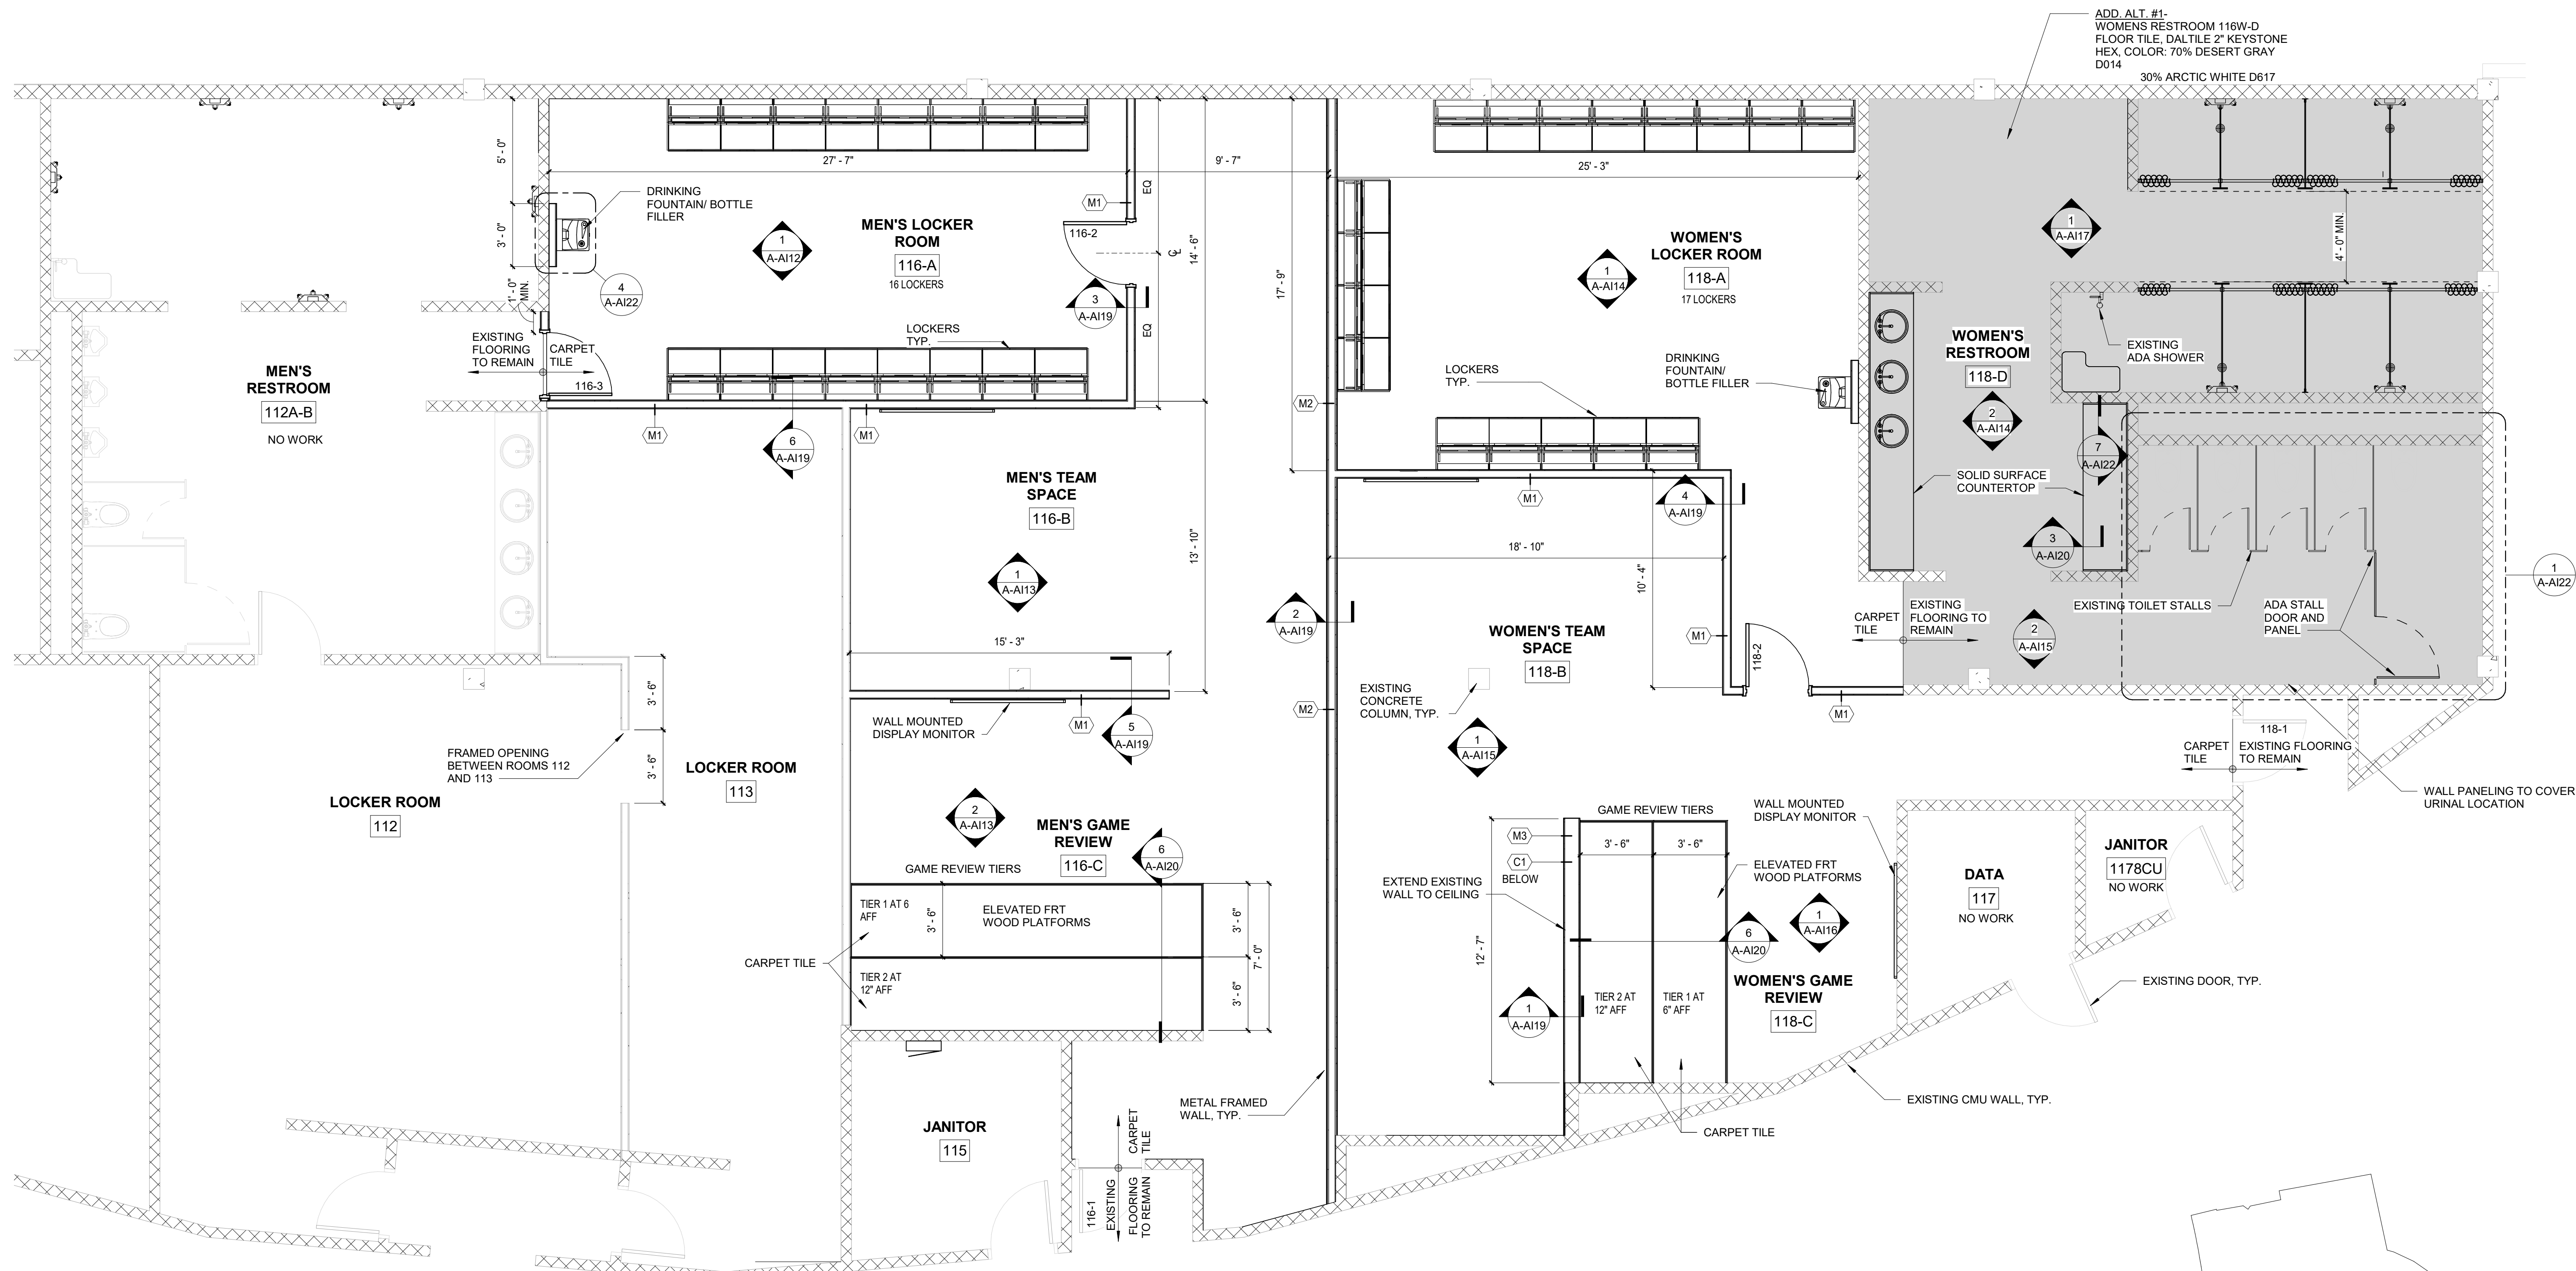 ADD. ALT. #1-
WOMENS RESTROOM 116W-D
FLOOR TILE, DALTILE 2" KEYSTONE
HEX, COLOR: 70% DESERT GRAY
D014
30% ARCTIC WHITE D617
5' - 0"
3' - 0"
1' - 0"
MIN.
27' - 7"
DRINKING
FOUNTAIN/ BOTTLE
FILLER
4
A-AI22
1
A-AI12
MEN'S LOCKER
ROOM
116-A
16 LOCKERS
M1
116-2
EQ
EQ
℄
14' - 6"
3
A-AI19
9' - 7"
17' - 9"
25' - 3"
WOMEN'S
LOCKER ROOM
118-A
17 LOCKERS
1
A-AI14
1
A-AI17
4' - 0" MIN.
EXISTING
FLOORING
TO REMAIN
CARPET
TILE
116-3
LOCKERS
TYP.
LOCKERS
TYP.
DRINKING
FOUNTAIN/
BOTTLE FILLER
WOMEN'S
RESTROOM
118-D
EXISTING
ADA SHOWER
2
A-AI14
7
A-AI22
SOLID SURFACE
COUNTERTOP
3
A-AI20
MEN'S
RESTROOM
112A-B
NO WORK
M1
6
A-AI19
M1
M2
M1
4
A-AI19
MEN'S TEAM
SPACE
116-B
1
A-AI13
13' - 10"
15' - 3"
18' - 10"
10' - 4"
2
A-AI19
WOMEN'S TEAM
SPACE
118-B
M1
118-2
CARPET
TILE
EXISTING
FLOORING TO
REMAIN
EXISTING TOILET STALLS
ADA STALL
DOOR AND
PANEL
2
A-AI15
1
A-AI22
M2
EXISTING
CONCRETE
COLUMN, TYP.
1
A-AI15
M1
118-1
CARPET
TILE
EXISTING FLOORING
TO REMAIN
WALL PANELING TO COVER
URINAL LOCATION
3' - 6"
3' - 6"
FRAMED OPENING
BETWEEN ROOMS 112
AND 113
LOCKER ROOM
112
LOCKER ROOM
113
WALL MOUNTED
DISPLAY MONITOR
M1
5
A-AI19
2
A-AI13
MEN'S GAME
REVIEW
116-C
6
A-AI20
GAME REVIEW TIERS
TIER 1 AT 6
AFF
3' - 6"
ELEVATED FRT
WOOD PLATFORMS
3' - 6"
7' - 0"
3' - 6"
CARPET TILE
TIER 2 AT
12" AFF
GAME REVIEW TIERS
WALL MOUNTED
DISPLAY MONITOR
M3
C1
BELOW
3' - 6"
3' - 6"
ELEVATED FRT
WOOD PLATFORMS
EXTEND EXISTING
WALL TO CEILING
12' - 7"
1
A-AI16
6
A-AI20
WOMEN'S GAME
REVIEW
118-C
TIER 2 AT
12" AFF
TIER 1 AT
6" AFF
1
A-AI19
DATA
117
NO WORK
JANITOR
1178CU
NO WORK
EXISTING DOOR, TYP.
EXISTING CMU WALL, TYP.
CARPET TILE
METAL FRAMED
WALL, TYP.
JANITOR
115
CARPET
TILE
116-1
EXISTING
FLOORING
TO REMAIN